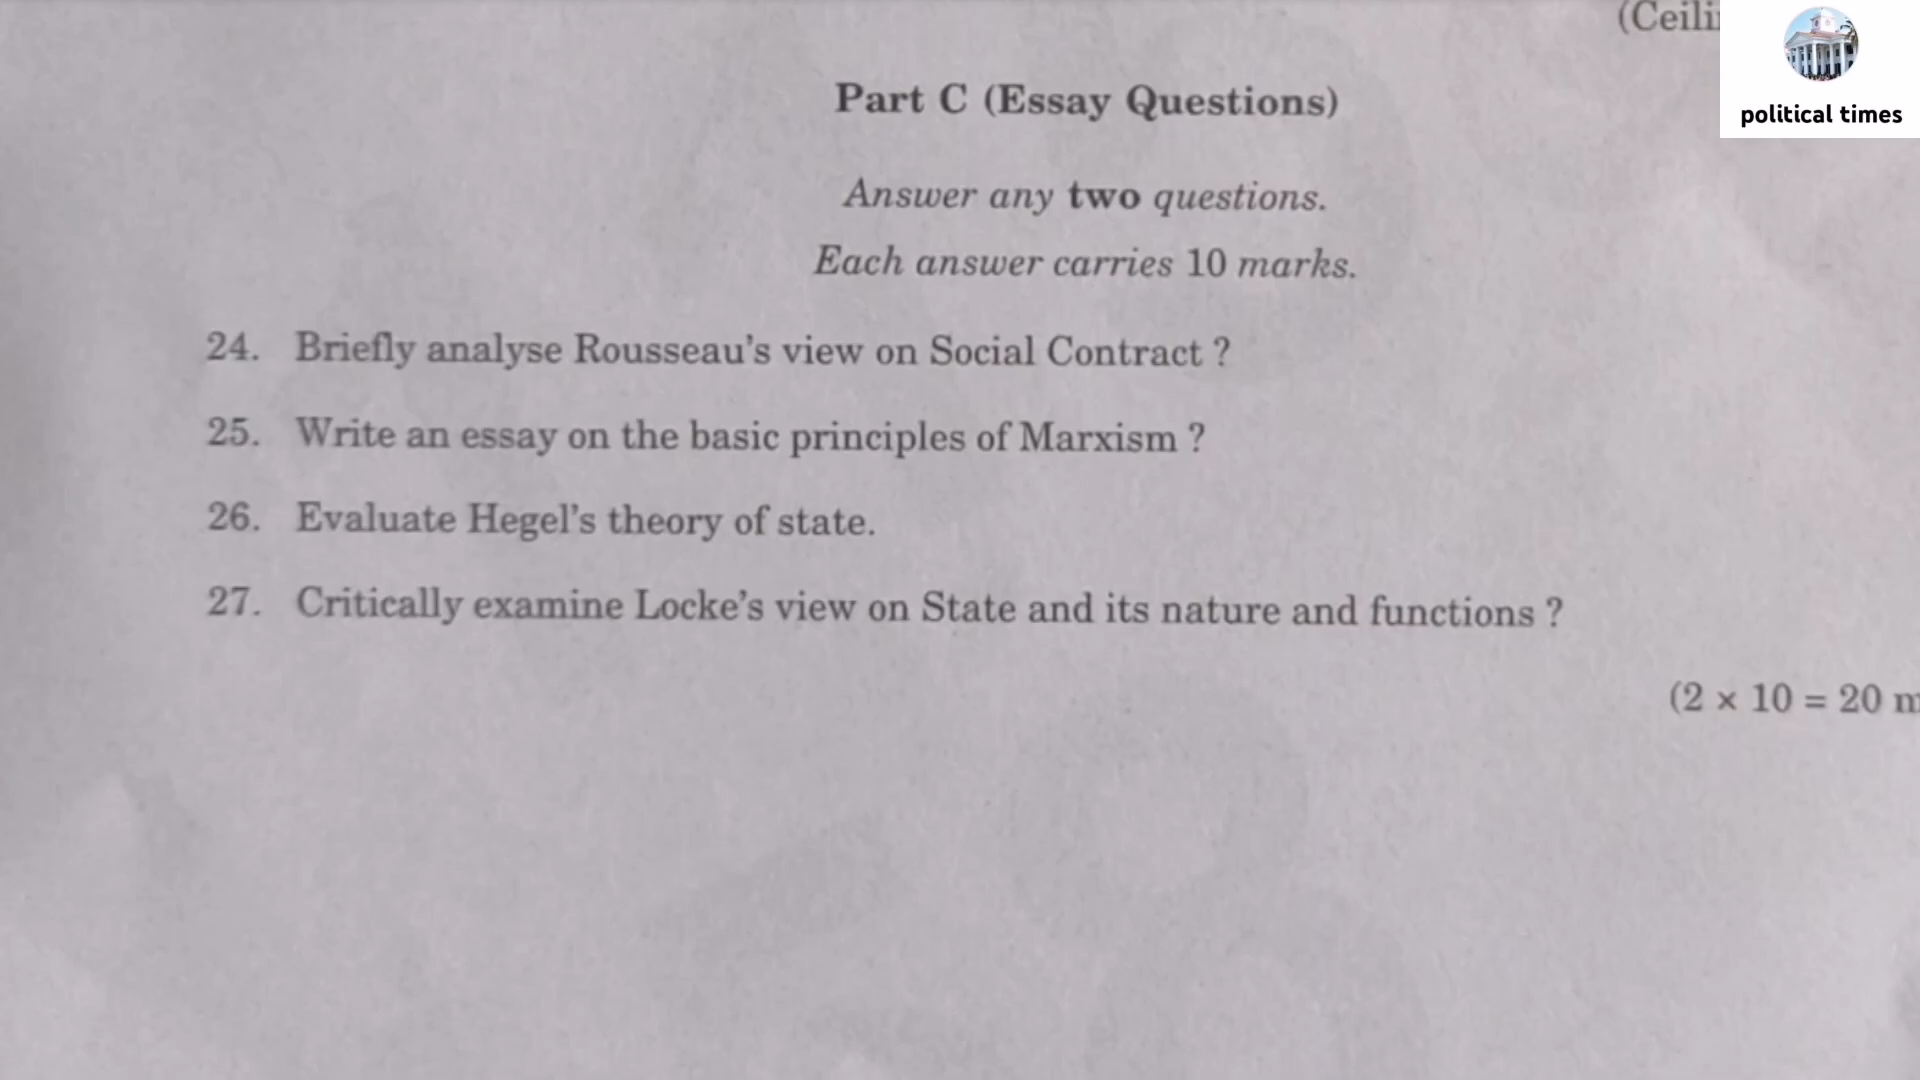 (Ceili
political times
Part C (Essay Questions)
Answer any two questions.
Each answer carries 10 marks.
24. Briefly analyse Rousseau's view on Social Contract ?
25. Write an essay on the basic principles of Marxism ?
26. Evaluate Hegel's theory of state.
27. Critically examine Locke's view on State and its nature and functions ?
(2 × 10 = 20 m